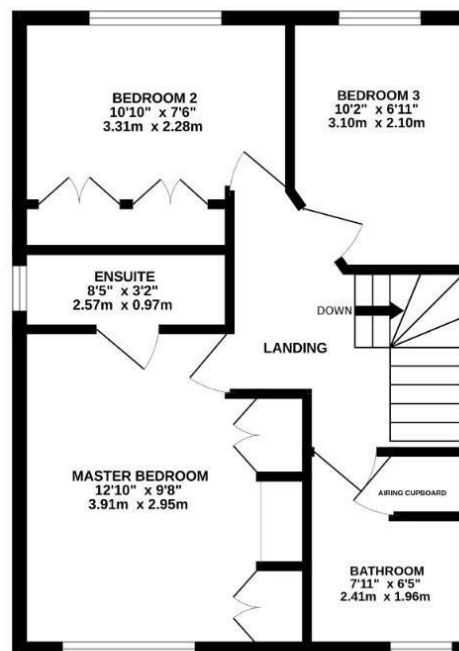 BEDROOM 2
10'10" x 7'6"
3.31m x 2.28m
BEDROOM 3
10'2" x 6'11"
3.10m x 2.10m
ENSUITE
8'5" x 3'2"
2.57m x 0.97m
DOWN
LANDING
MASTER BEDROOM
12'10" x 9'8"
3.91m x 2.95m
AIRING CUPBOARD
BATHROOM
7'11" x 6'5"
2.41m x 1.96m